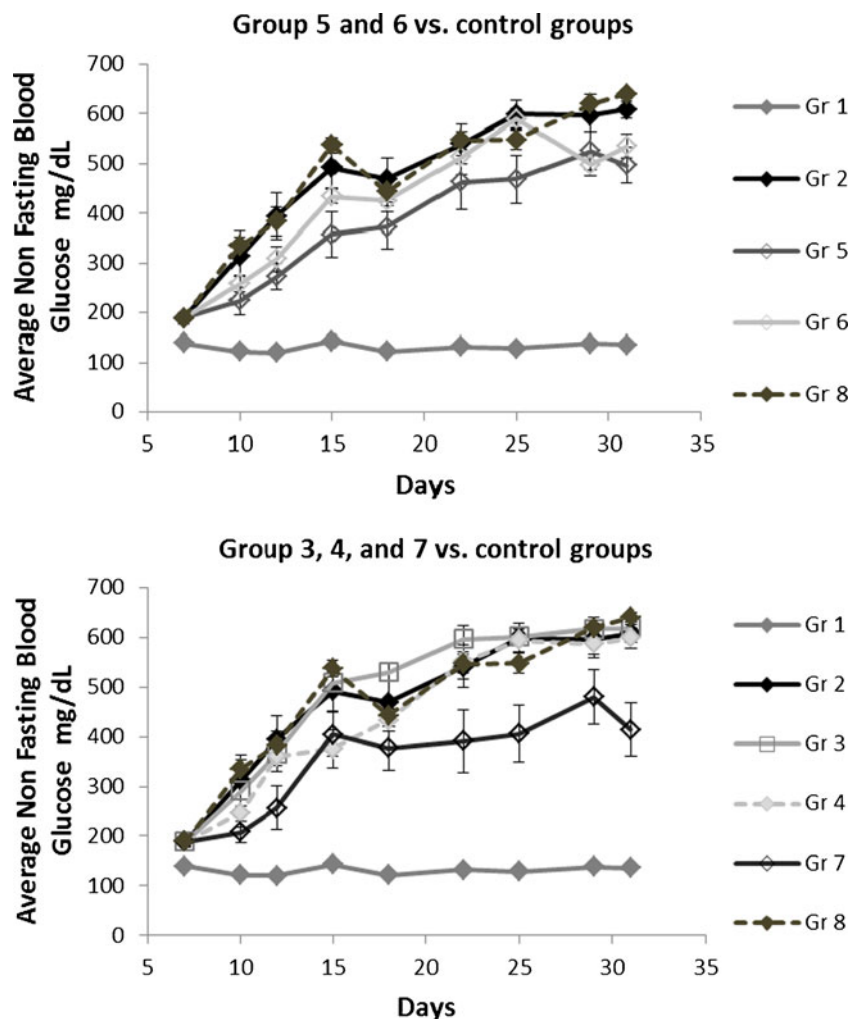 Group 5 and 6 vs. control groups
Average Non Fasting Blood
Glucose mg/dL
700
600
500
400
300
200
100
0
5
10
15
20
25
30
35
Days
Gr 1
Gr 2
Gr 5
Gr 6
Gr 8
Group 3, 4, and 7 vs. control groups
Average Non Fasting Blood
Glucose mg/dL
700
600
500
400
300
200
100
0
5
10
15
20
25
30
35
Days
Gr 1
Gr 2
Gr 3
Gr 4
Gr 7
Gr 8